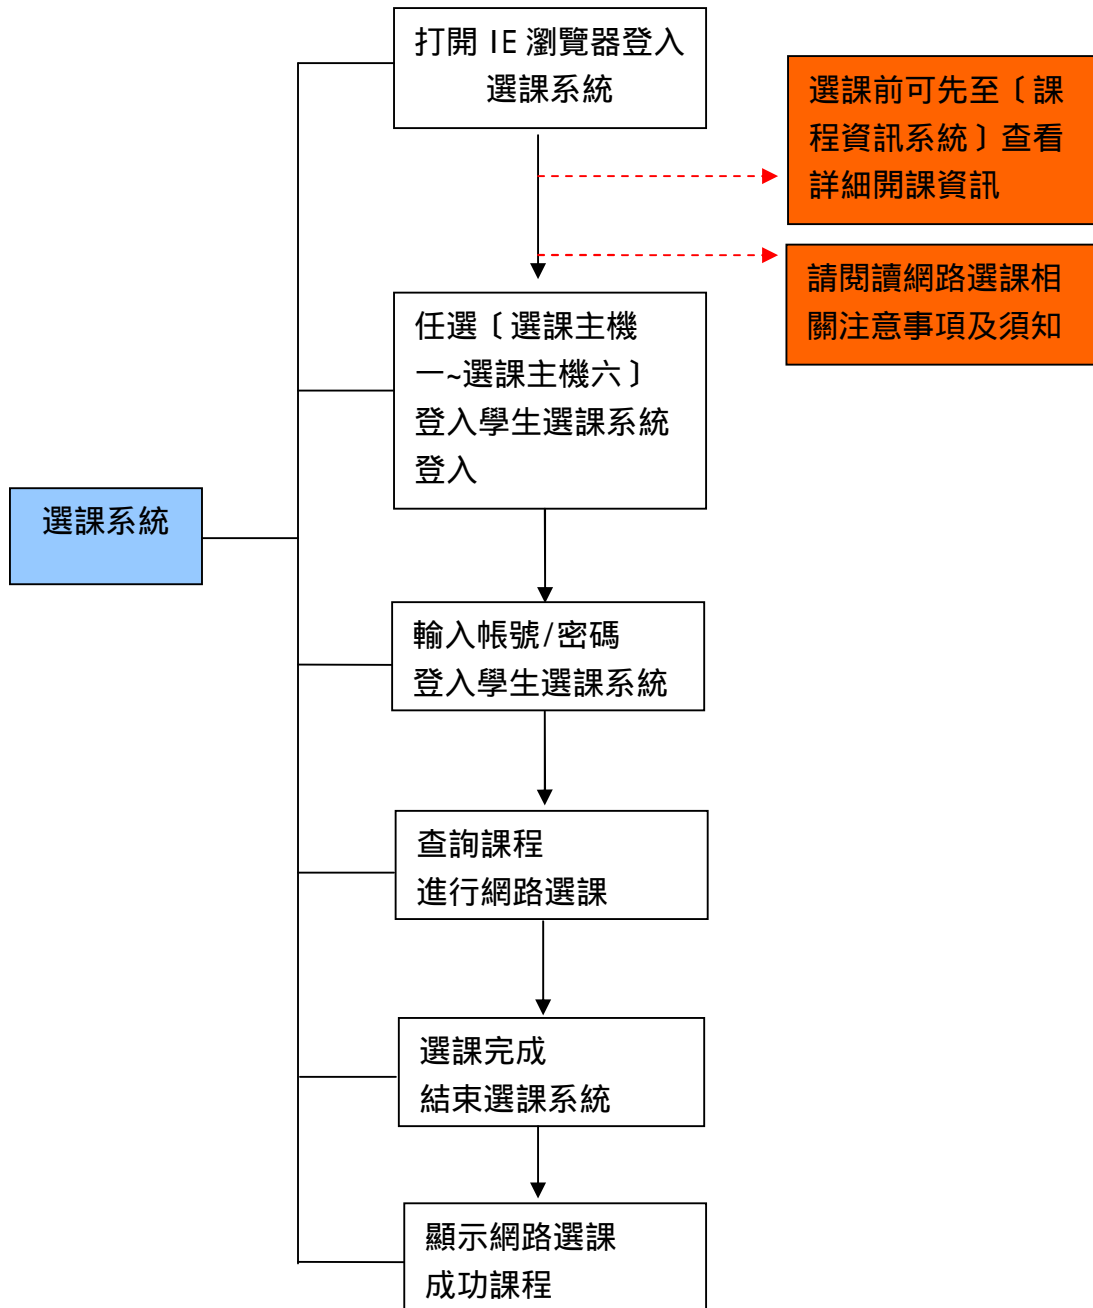 打開 IE 瀏覽器登入
選課系統
選課前可先至〔課
程資訊系統〕查看
詳細開課資訊
請閱讀網路選課相
關注意事項及須知
任選〔選課主機
一~選課主機六〕
登入學生選課系統
登入
選課系統
輸入帳號/密碼
登入學生選課系統
查詢課程
進行網路選課
選課完成
結束選課系統
顯示網路選課
成功課程